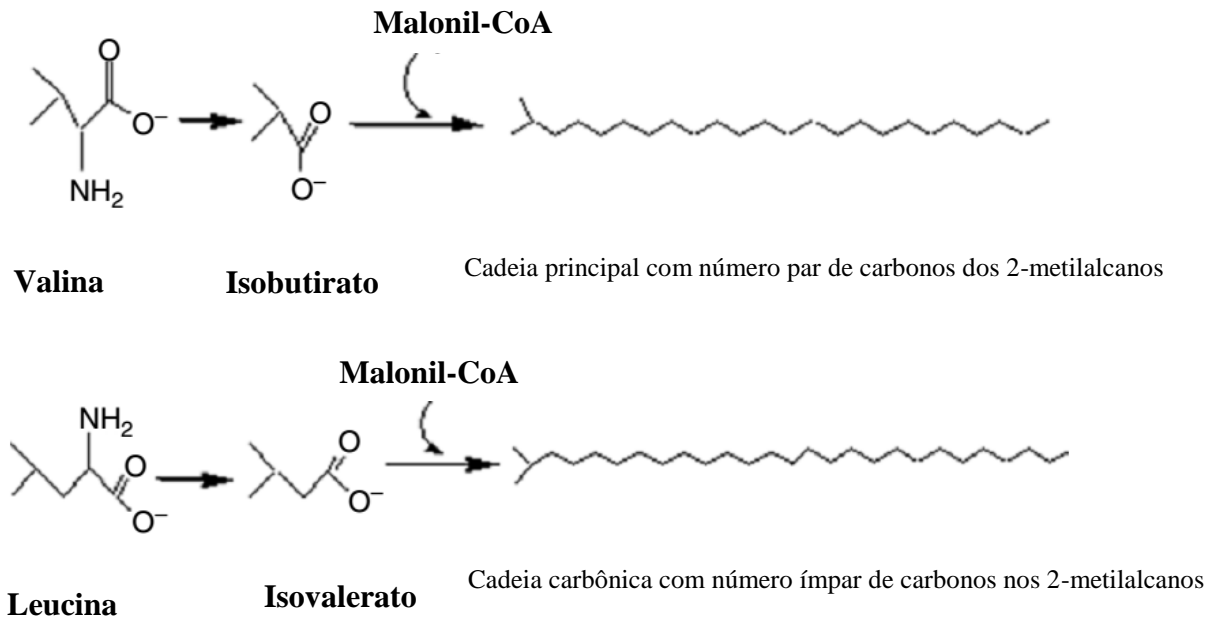 Malonil-CoA
O
O⁻
NH₂
O
O⁻
Valina
Isobutirato
Cadeia principal com número par de carbonos dos 2-metilalcanos
Malonil-CoA
NH₂
O
O⁻
O
O⁻
Leucina
Isovalerato
Cadeia carbônica com número ímpar de carbonos nos 2-metilalcanos